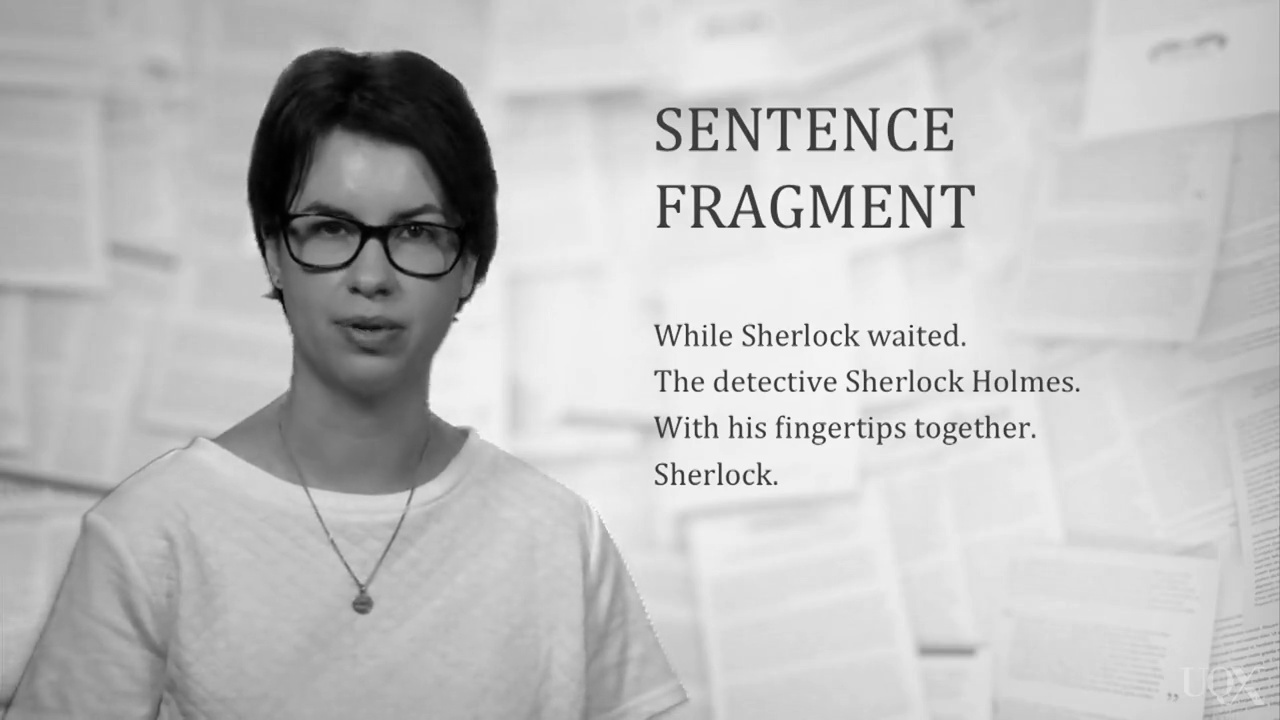 SENTENCE
FRAGMENT
While Sherlock waited.
The detective Sherlock Holmes.
With his fingertips together.
Sherlock.
UQX